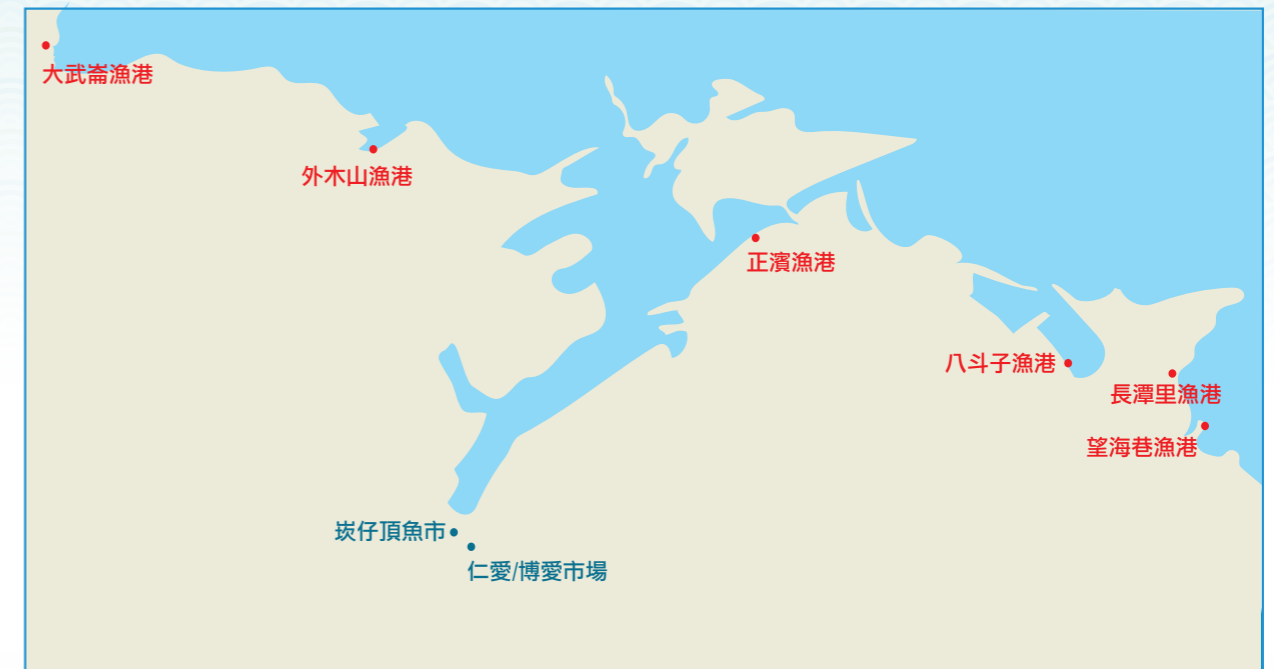 大武崙漁港
外木山漁港
正濱漁港
八斗子漁港
長潭里漁港
望海巷漁港
崁仔頂魚市
仁愛/博愛市場